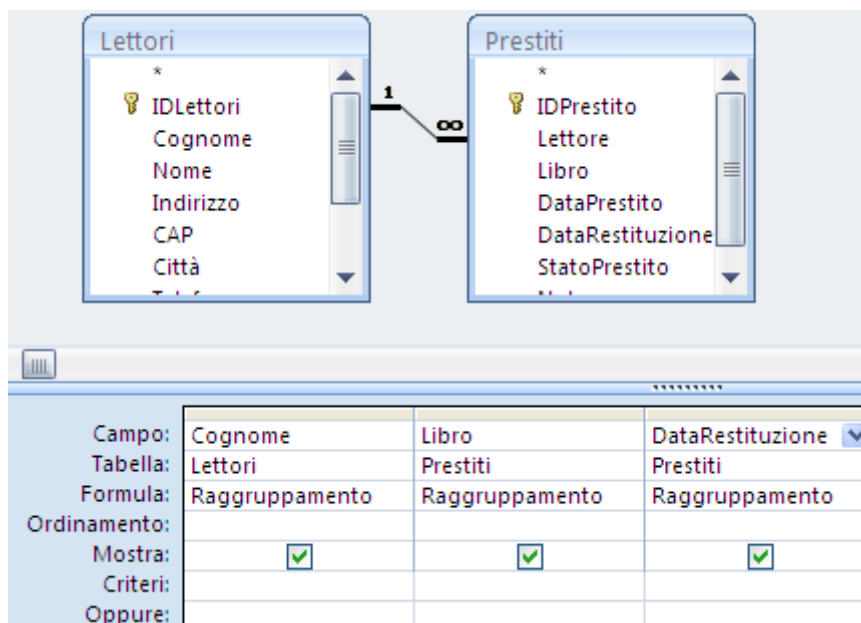 Lettori
*
IDLettori
Cognome
Nome
Indirizzo
CAP
Città
1
∞
Prestiti
*
IDPrestito
Lettore
Libro
DataPrestito
DataRestituzione
StatoPrestito
Campo: Cognome Libro DataRestituzione
Tabella: Lettori Prestiti Prestiti
Formula: Raggruppamento Raggruppamento Raggruppamento
Ordinamento:
Mostra:
Criteri:
Oppure: